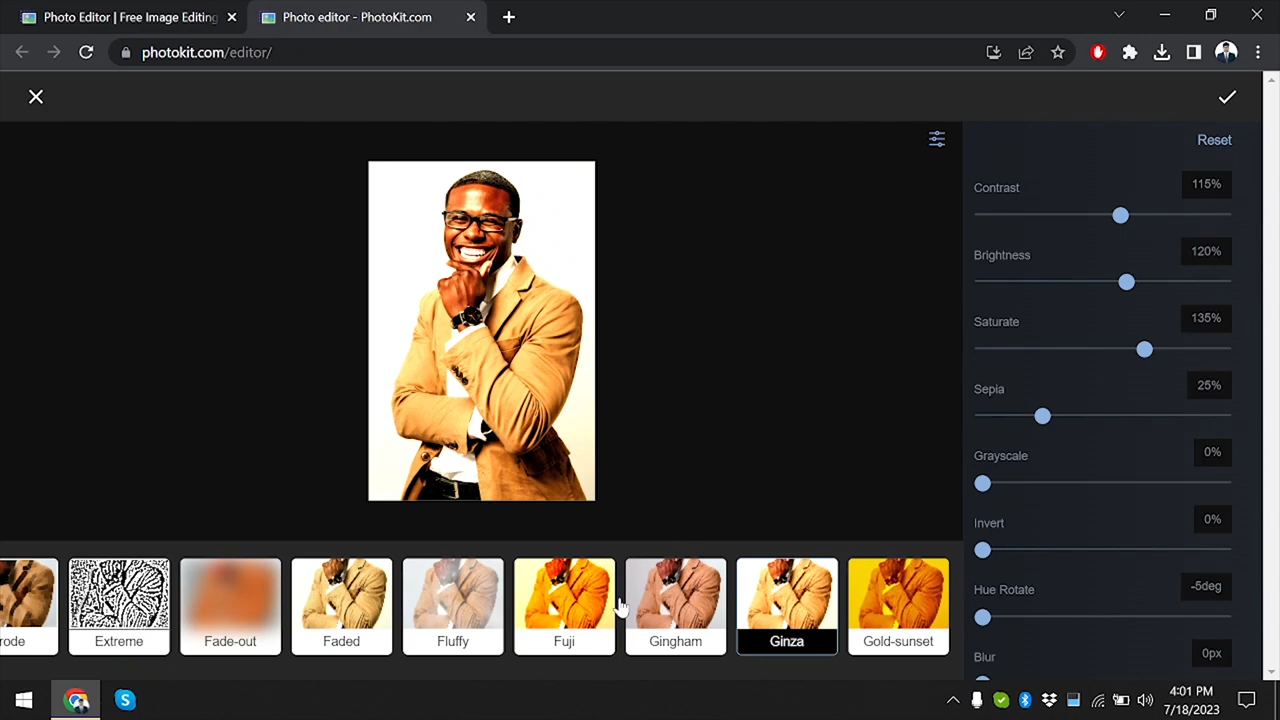 Photo Editor | Free Image Editing
Photo editor - PhotoKit.com
photokit.com/editor/
Reset
Contrast 115%
Brightness 120%
Saturate 135%
Sepia 25%
Grayscale 0%
Invert 0%
Hue Rotate -5deg
Blur 0px
rode Extreme Fade-out Faded Fluffy Fuji Gingham Ginza Gold-sunset
4:01 PM
7/18/2023